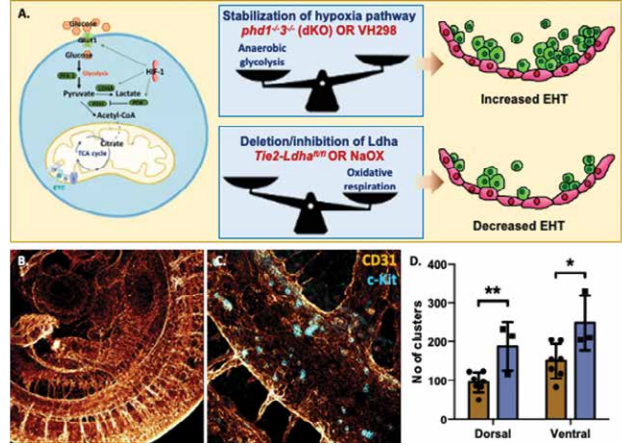 A.
Glucose
GLUT1
Glucose
Glycolysis
HIF-1
LDHA
Pyruvate
Lactate
Acetyl-CoA
Citrate
TCA cycle
ETC
Stabilization of hypoxia pathway
phd1-/-3-/- (dKO) OR VH298
Anaerobic
glycolysis
Increased EHT
Deletion/inhibition of Ldha
Tie2-Ldhafl/fl OR NaOX
Oxidative
respiration
Decreased EHT
B.
C.
CD31
c-Kit
D.
**
*
No of clusters
400
300
200
100
0
Dorsal
Ventral